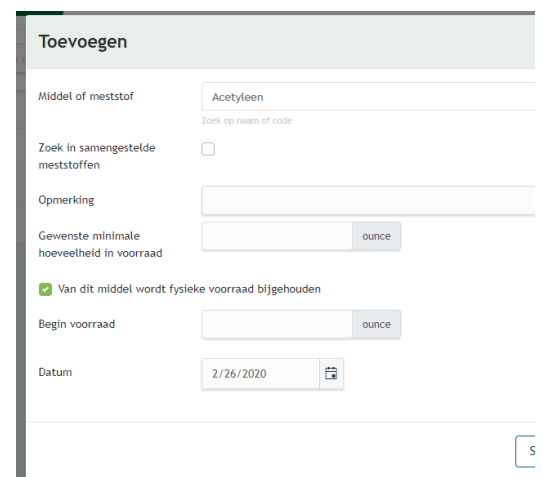 Toevoegen
Middel of meststof
Acetyleen
Zoek op naam of code
Zoek in samengestelde
meststoffen
Opmerking
Gewenste minimale
hoeveelheid in voorraad
ounce
Van dit middel wordt fysieke voorraad bijgehouden
Begin voorraad
ounce
Datum
2/26/2020